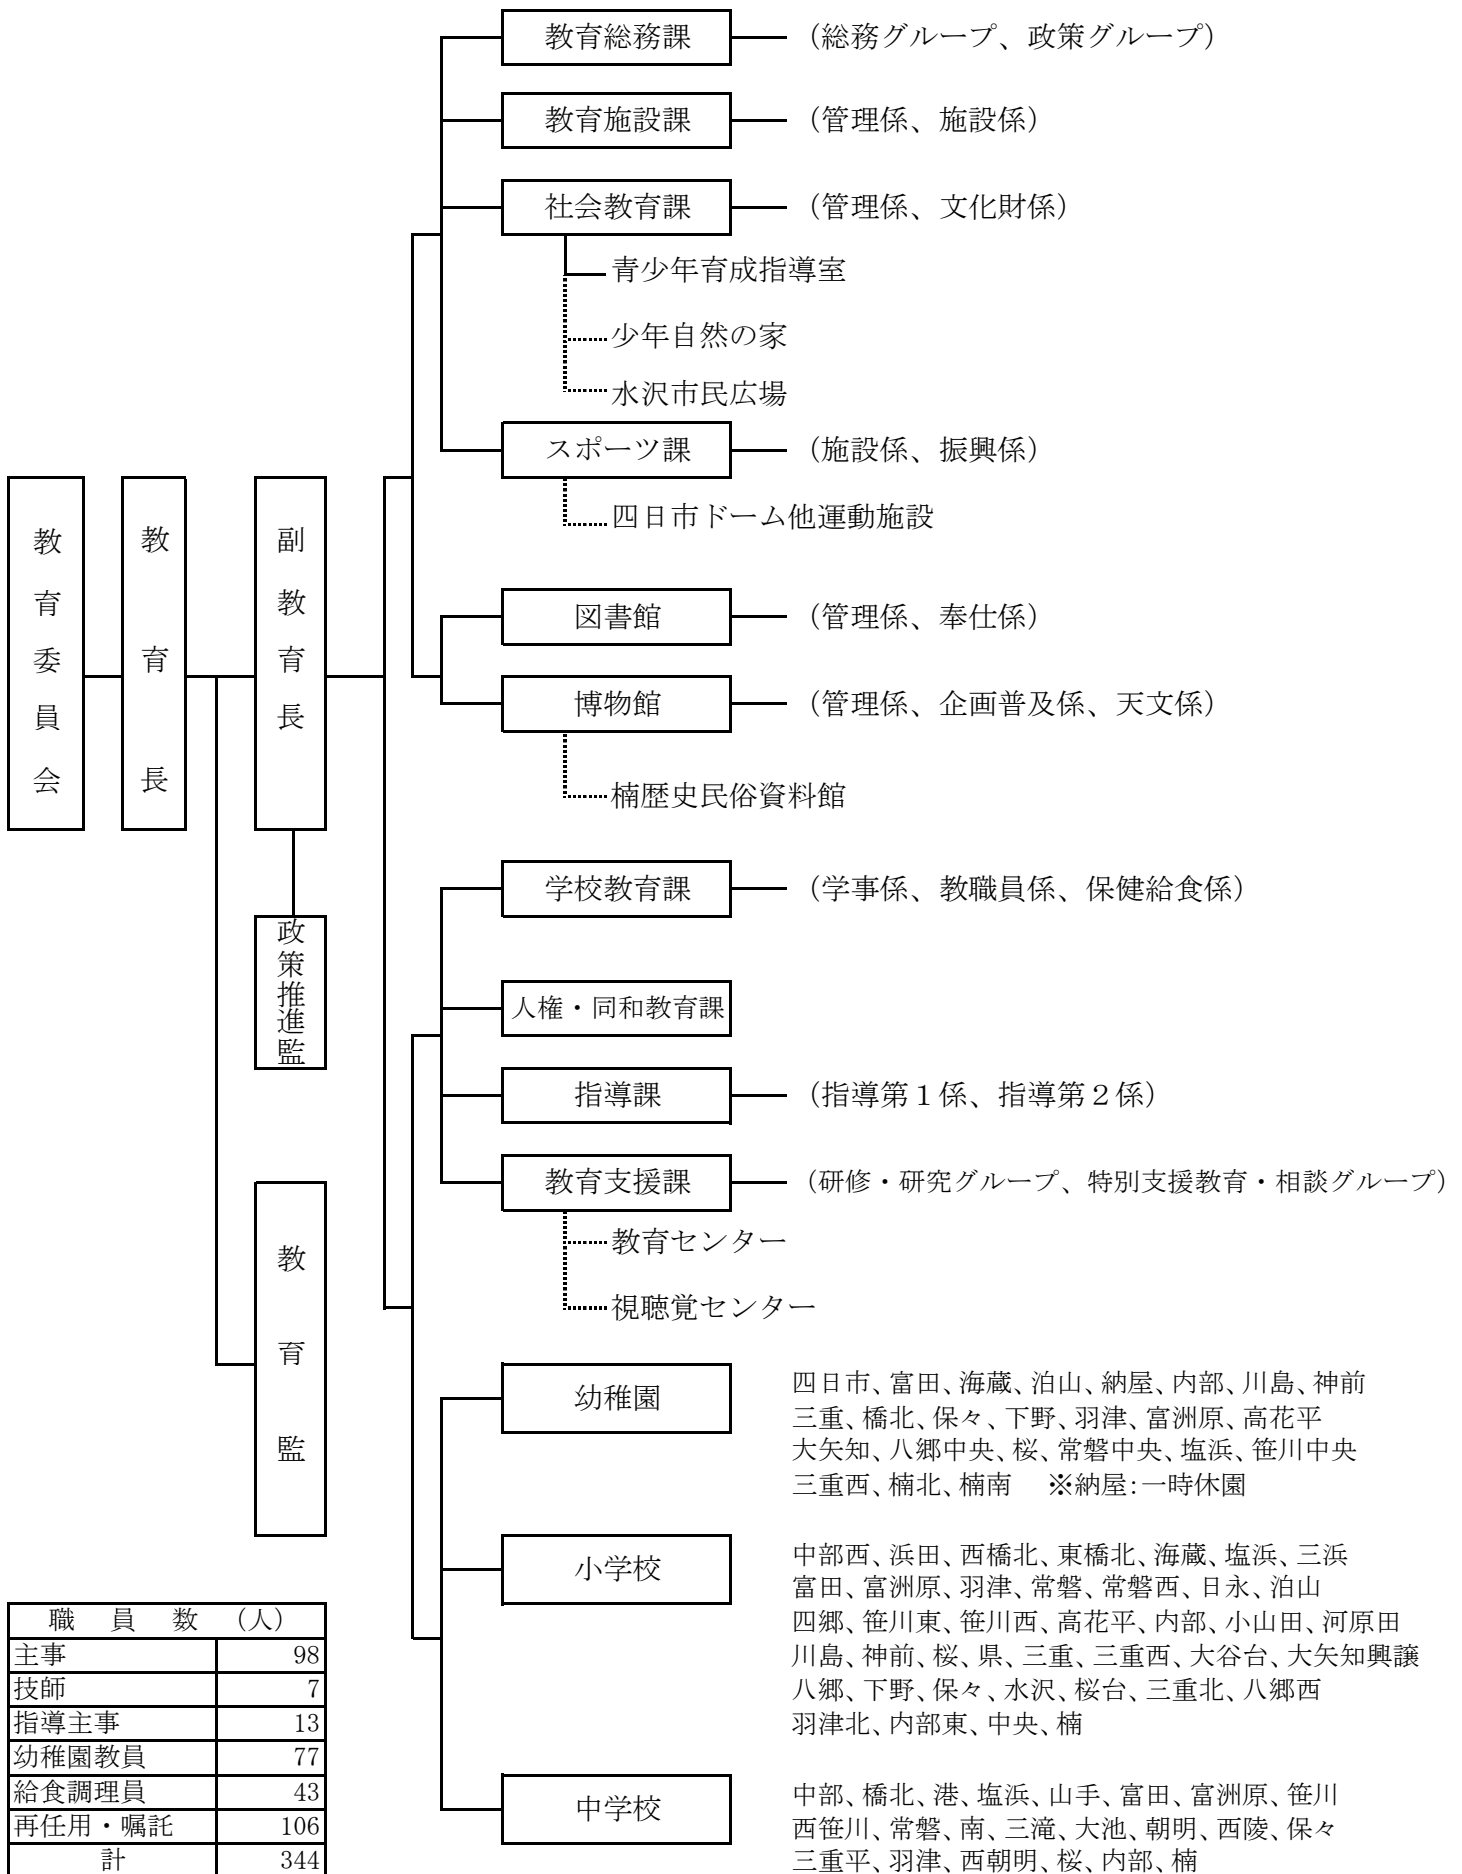 教育総務課
（総務グループ、政策グループ）
教育施設課
（管理係、施設係）
社会教育課
（管理係、文化財係）
青少年育成指導室
少年自然の家
水沢市民広場
スポーツ課
（施設係、振興係）
四日市ドーム他運動施設
教育委員会
教育長
副教育長
図書館
（管理係、奉仕係）
博物館
（管理係、企画普及係、天文係）
楠歴史民俗資料館
学校教育課
（学事係、教職員係、保健給食係）
政策推進監
人権・同和教育課
指導課
（指導第１係、指導第２係）
教育支援課
（研修・研究グループ、特別支援教育・相談グループ）
教育センター
視聴覚センター
教育監
幼稚園
四日市、富田、海蔵、泊山、納屋、内部、川島、神前
三重、橋北、保々、下野、羽津、富洲原、高花平
大矢知、八郷中央、桜、常磐中央、塩浜、笹川中央
三重西、楠北、楠南　※納屋：一時休園
小学校
中部西、浜田、西橋北、東橋北、海蔵、塩浜、三浜
富田、富洲原、羽津、常磐、常磐西、日永、泊山
四郷、笹川東、笹川西、高花平、内部、小山田、河原田
川島、神前、桜、県、三重、三重西、大谷台、大矢知興譲
八郷、下野、保々、水沢、桜台、三重北、八郷西
羽津北、内部東、中央、楠
中学校
中部、橋北、港、塩浜、山手、富田、富洲原、笹川
西笹川、常磐、南、三滝、大池、朝明、西陵、保々
三重平、羽津、西朝明、桜、内部、楠
職　員　数　（人）
主事 98
技師 7
指導主事 13
幼稚園教員 77
給食調理員 43
再任用・嘱託 106
計 344